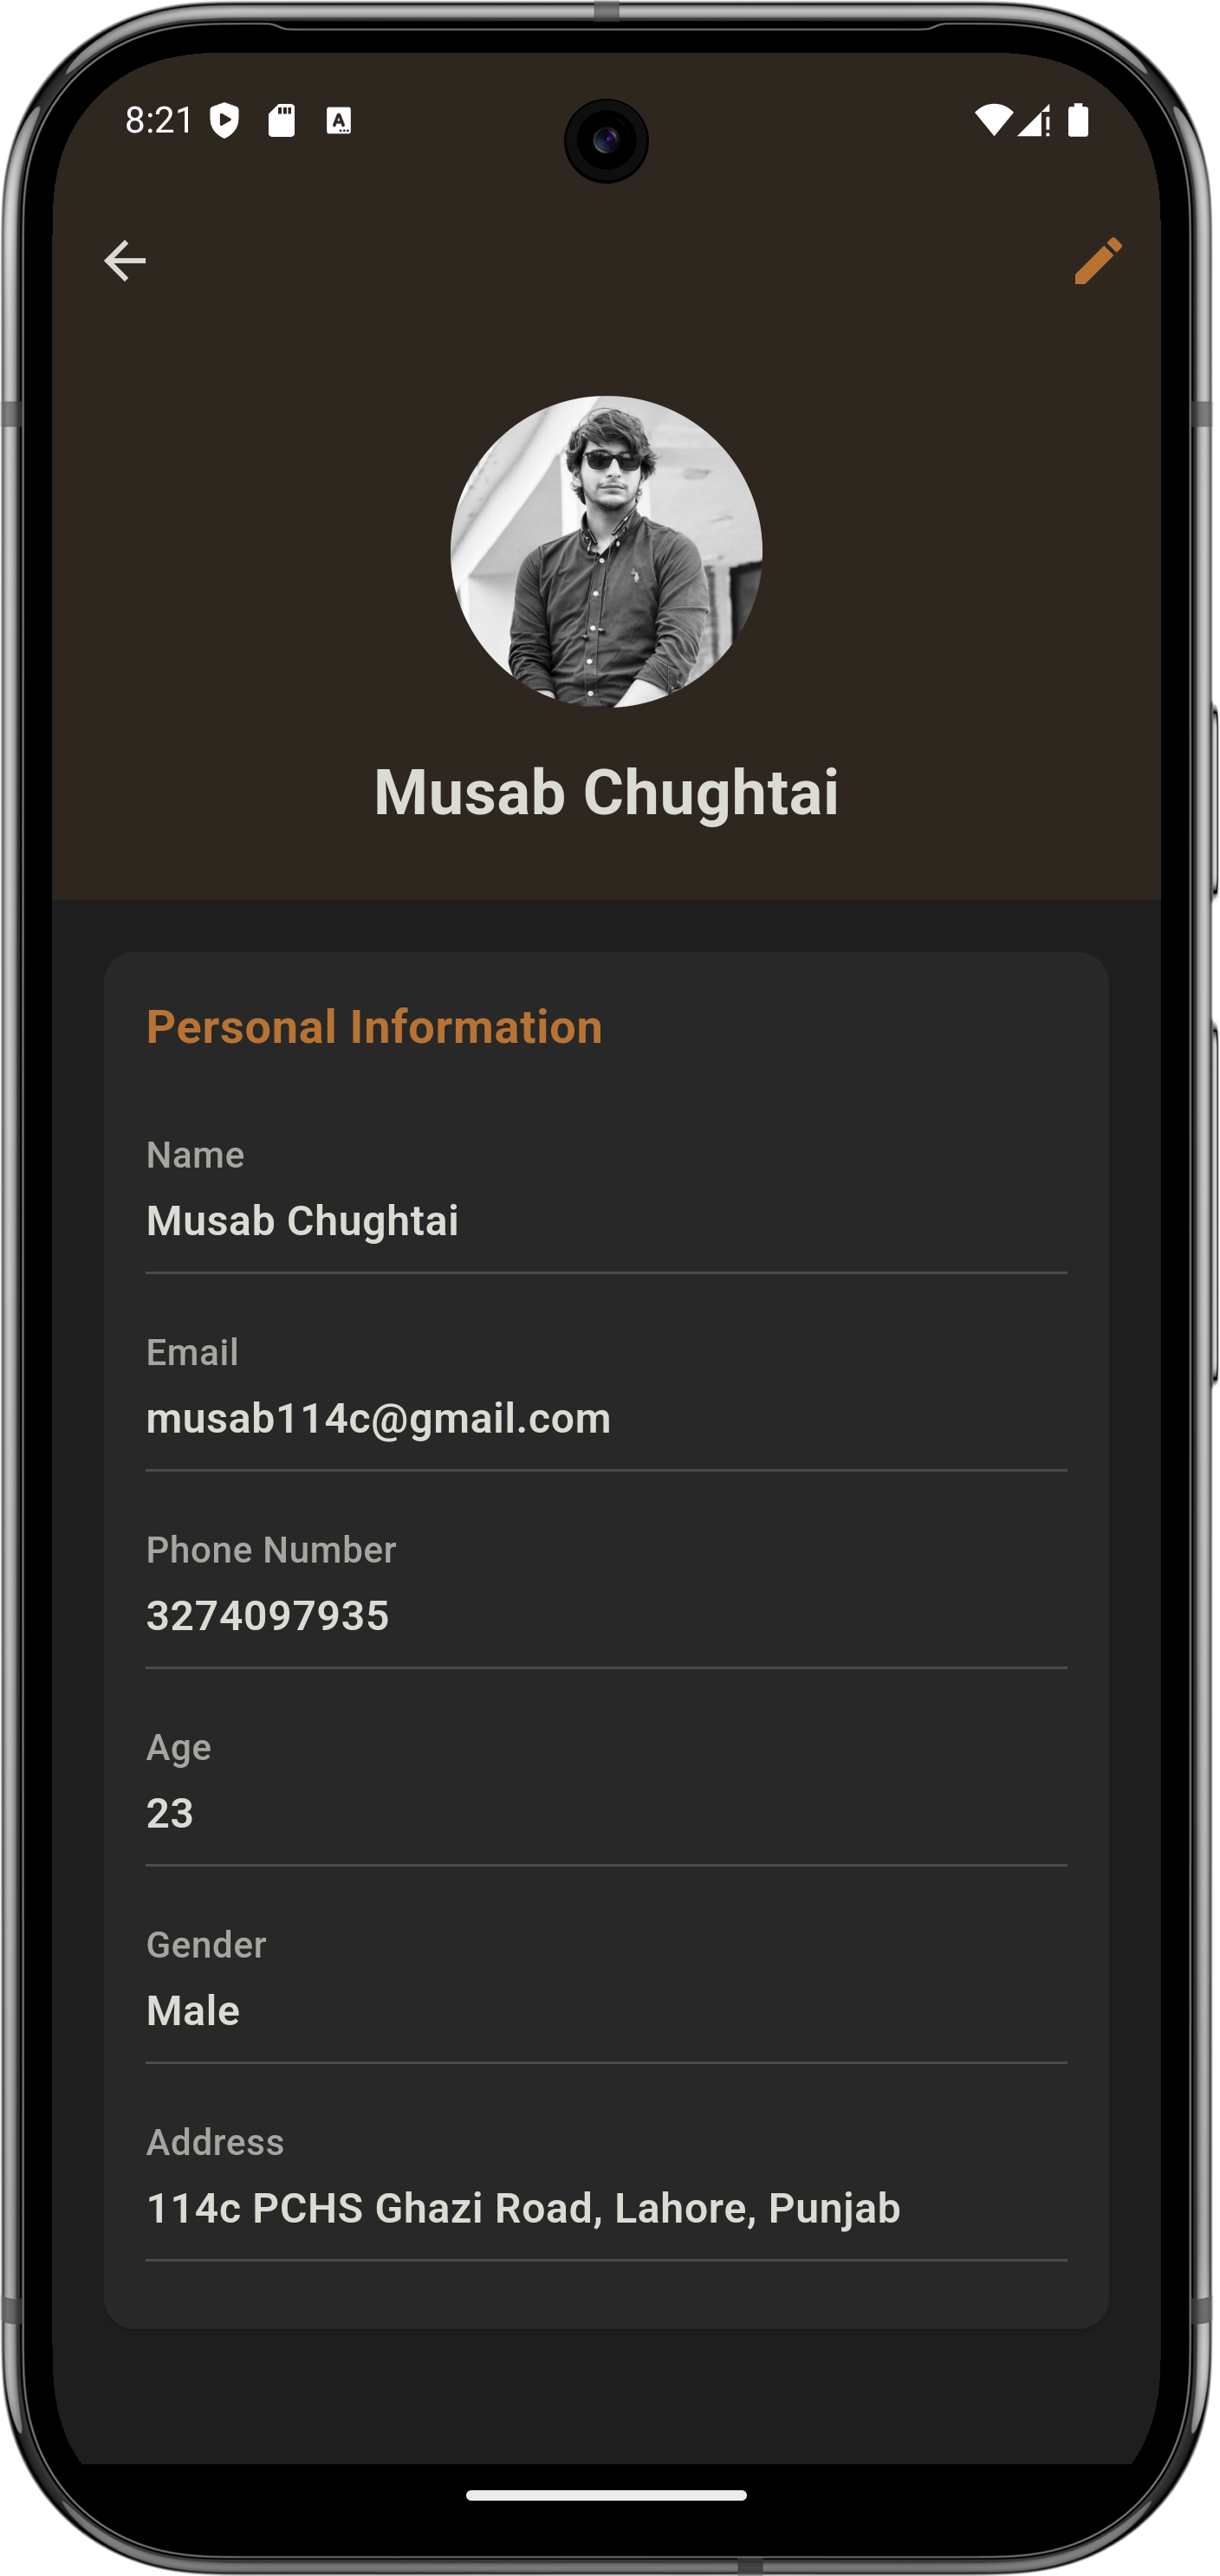 8:21
Musab Chughtai
Personal Information
Name
Musab Chughtai
Email
musab114c@gmail.com
Phone Number
3274097935
Age
23
Gender
Male
Address
114c PCHS Ghazi Road, Lahore, Punjab